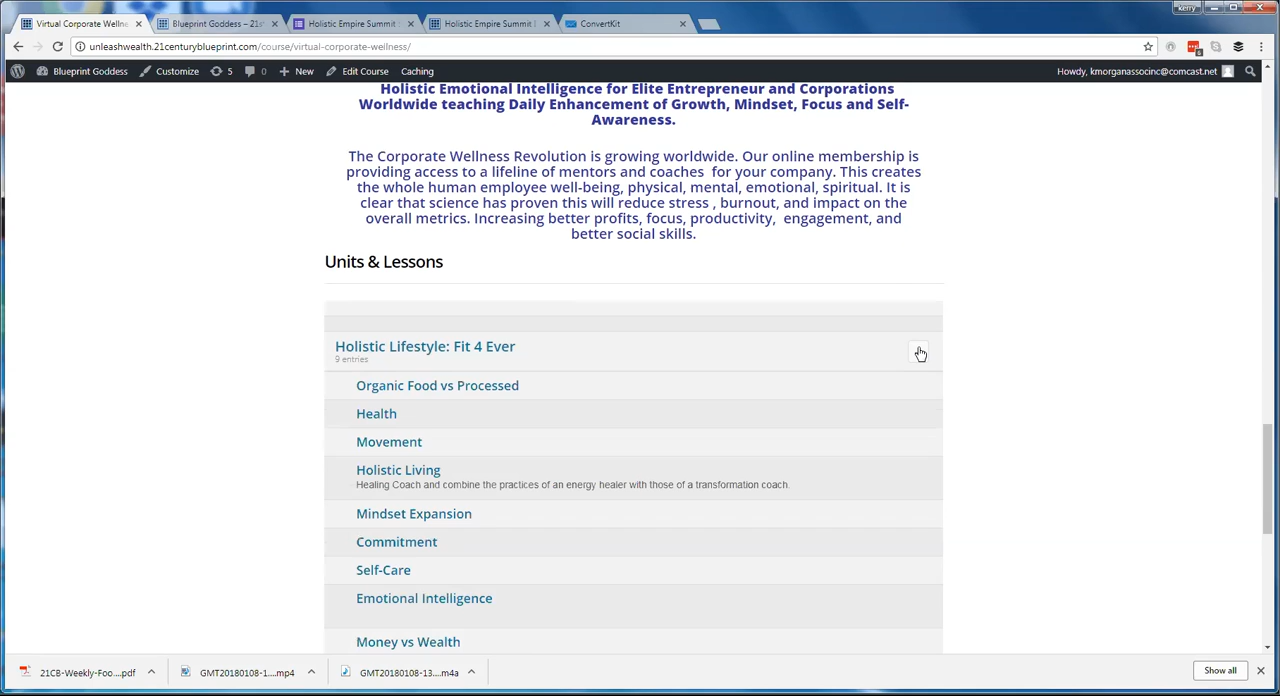 Virtual Corporate Wellne
Blueprint Goddess – 21s
Holistic Empire Summit
Holistic Empire Summit
ConvertKit
kerry
unleashwealth.21centuryblueprint.com/course/virtual-corporate-wellness/
Blueprint Goddess
Customize
5
0
New
Edit Course
Caching
Howdy, kmorganassocinc@comcast.net
Holistic Emotional Intelligence for Elite Entrepreneur and Corporations
Worldwide teaching Daily Enhancement of Growth, Mindset, Focus and Self-
Awareness.
The Corporate Wellness Revolution is growing worldwide. Our online membership is
providing access to a lifeline of mentors and coaches for your company. This creates
the whole human employee well-being, physical, mental, emotional, spiritual. It is
clear that science has proven this will reduce stress , burnout, and impact on the
overall metrics. Increasing better profits, focus, productivity, engagement, and
better social skills.
Units & Lessons
Holistic Lifestyle: Fit 4 Ever
9 entries
Organic Food vs Processed
Health
Movement
Holistic Living
Healing Coach and combine the practices of an energy healer with those of a transformation coach.
Mindset Expansion
Commitment
Self-Care
Emotional Intelligence
Money vs Wealth
21CB-Weekly-Foo....pdf
GMT20180108-1....mp4
GMT20180108-13....m4a
Show all